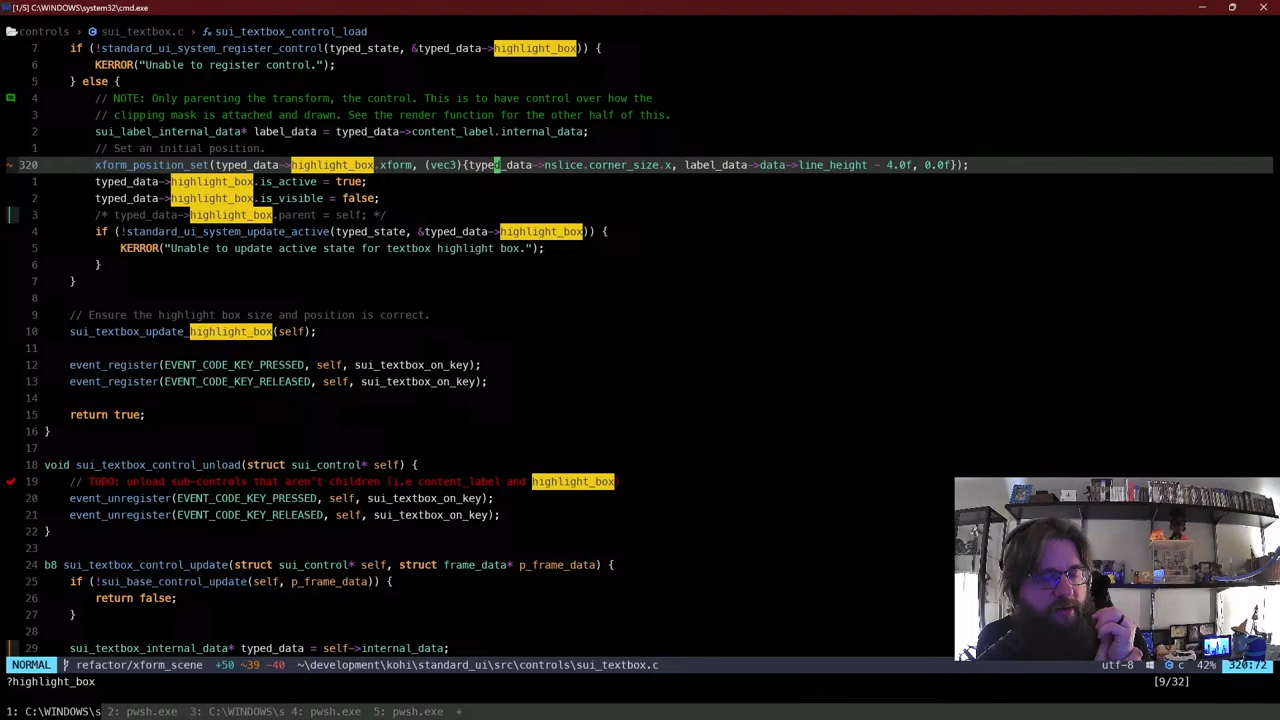 [1/5] C:\WINDOWS\system32\cmd.exe
controls > sui_textbox.c > sui_textbox_control_load
7 if (!standard_ui_system_register_control(typed_state, &typed_data->highlight_box)) {
6 KERROR("Unable to register control.");
5 } else {
4 // NOTE: Only parenting the transform, the control. This is to have control over how the
3 // clipping mask is attached and drawn. See the render function for the other half of this.
2 sui_label_internal_data* label_data = typed_data->content_label.internal_data;
1 // Set an initial position.
~ 320 xform_position_set(typed_data->highlight_box.xform, (vec3){typed_data->nslice.corner_size.x, label_data->data->line_height - 4.0f, 0.0f});
1 typed_data->highlight_box.is_active = true;
2 typed_data->highlight_box.is_visible = false;
3 /* typed_data->highlight_box.parent = self; */
4 if (!standard_ui_system_update_active(typed_state, &typed_data->highlight_box)) {
5 KERROR("Unable to update active state for textbox highlight box.");
6 }
7 }
8
9 // Ensure the highlight box size and position is correct.
10 sui_textbox_update_highlight_box(self);
11
12 event_register(EVENT_CODE_KEY_PRESSED, self, sui_textbox_on_key);
13 event_register(EVENT_CODE_KEY_RELEASED, self, sui_textbox_on_key);
14
15 return true;
16 }
17
18 void sui_textbox_control_unload(struct sui_control* self) {
19 // TODO: unload sub-controls that aren't children (i.e content_label and highlight_box)
20 event_unregister(EVENT_CODE_KEY_PRESSED, self, sui_textbox_on_key);
21 event_unregister(EVENT_CODE_KEY_RELEASED, self, sui_textbox_on_key);
22 }
23
24 b8 sui_textbox_control_update(struct sui_control* self, struct frame_data* p_frame_data) {
25 if (!sui_base_control_update(self, p_frame_data)) {
26 return false;
27 }
28
29 sui_textbox_internal_data* typed_data = self->internal_data;
NORMAL refactor/xform_scene +50 ~39 -40 ~\development\kohi\standard_ui\src\controls\sui_textbox.c utf-8 c 42% 320:72
?highlight_box [9/32]
1: C:\WINDOWS\s 2: pwsh.exe 3: C:\WINDOWS\s 4: pwsh.exe 5: pwsh.exe +